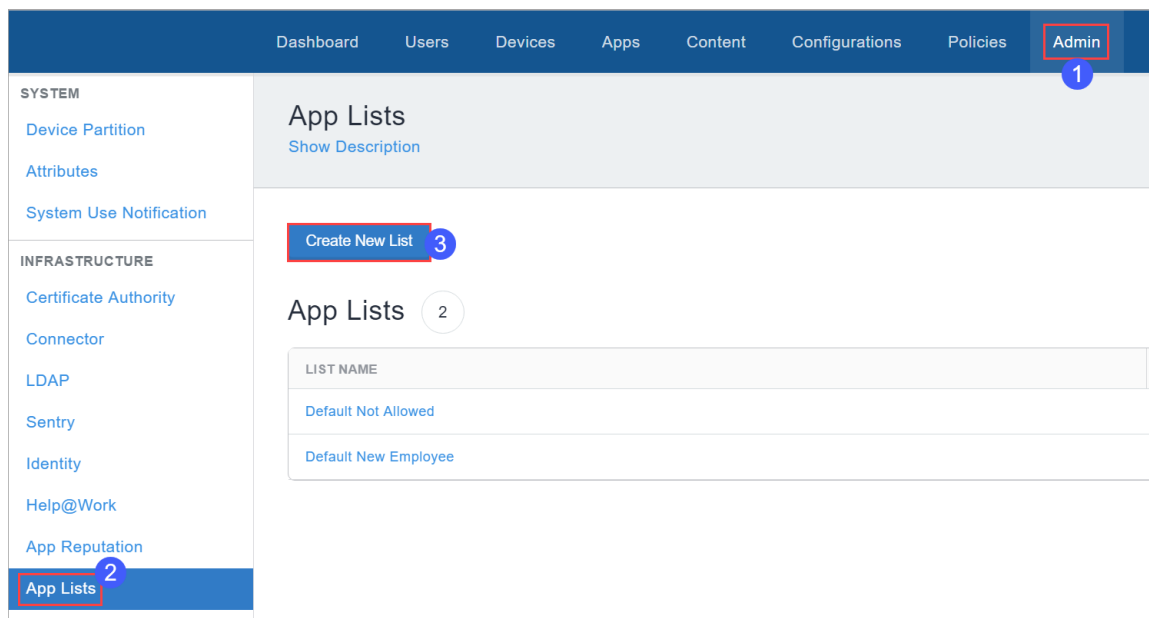 Dashboard Users Devices Apps Content Configurations Policies Admin
1
SYSTEM
Device Partition
Attributes
System Use Notification
INFRASTRUCTURE
Certificate Authority
Connector
LDAP
Sentry
Identity
Help@Work
App Reputation
2
App Lists
App Lists
Show Description
Create New List 3
App Lists 2
LIST NAME
Default Not Allowed
Default New Employee